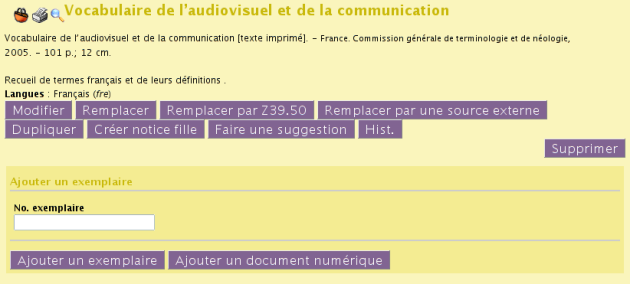 Vocabulaire de l'audiovisuel et de la communication
Vocabulaire de l'audiovisuel et de la communication [texte imprimé]. – France. Commission générale de terminologie et de néologie,
2005. – 101 p.; 12 cm.
Recueil de termes français et de leurs définitions .
Langues : Français (fre)
Modifier Remplacer Remplacer par Z39.50 Remplacer par une source externe
Dupliquer Créer notice fille Faire une suggestion Hist.
Supprimer
Ajouter un exemplaire
No. exemplaire
Ajouter un exemplaire Ajouter un document numérique